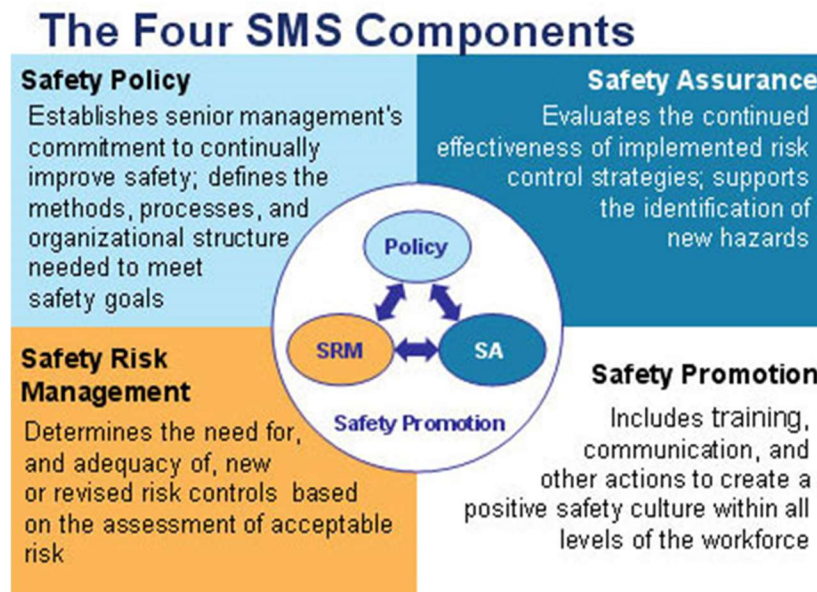 The Four SMS Components
Safety Policy
Establishes senior management's
commitment to continually
improve safety; defines the
methods, processes, and
organizational structure
needed to meet
safety goals
Safety Assurance
Evaluates the continued
effectiveness of implemented risk
control strategies; supports
the identification of
new hazards
Policy
SRM
SA
Safety Promotion
Safety Risk
Management
Determines the need for,
and adequacy of, new
or revised risk controls based
on the assessment of acceptable
risk
Safety Promotion
Includes training,
communication, and
other actions to create a
positive safety culture within all
levels of the workforce